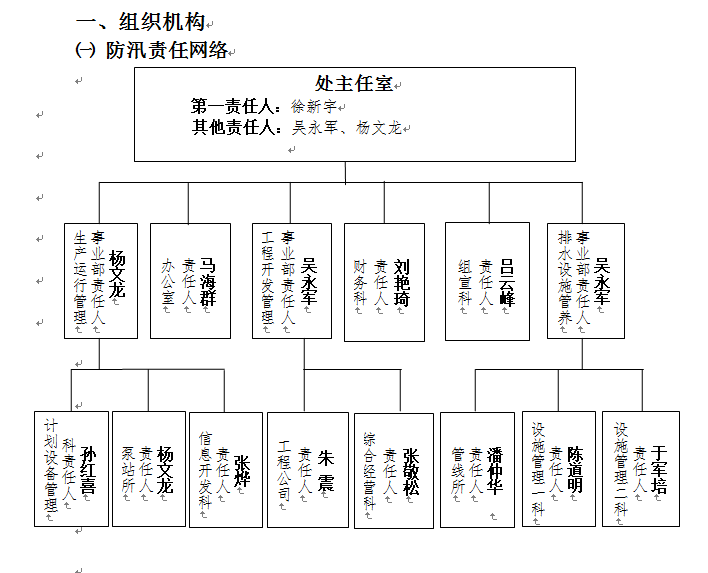 一、组织机构
㈠ 防汛责任网络
处主任室
第一责任人：徐新宇
其他责任人：吴永军、杨文龙
生产运行管理
事业部责任人
杨文龙
办公室
责任人
马海群
工程开发管理
事业部责任人
吴永军
财务科
责任人
刘艳琦
组宣科
责任人
吕云峰
排水设施管养
事业部责任人
吴永军
计划设备管理
科责任人
孙红喜
泵站所
责任人
杨文龙
信息开发科
责任人
张烨
工程公司
责任人
朱 震
综合经营科
责任人
张敬松
管线所
责任人
潘仲华
设施管理一科
责任人
陈道明
设施管理二科
责任人
于军培